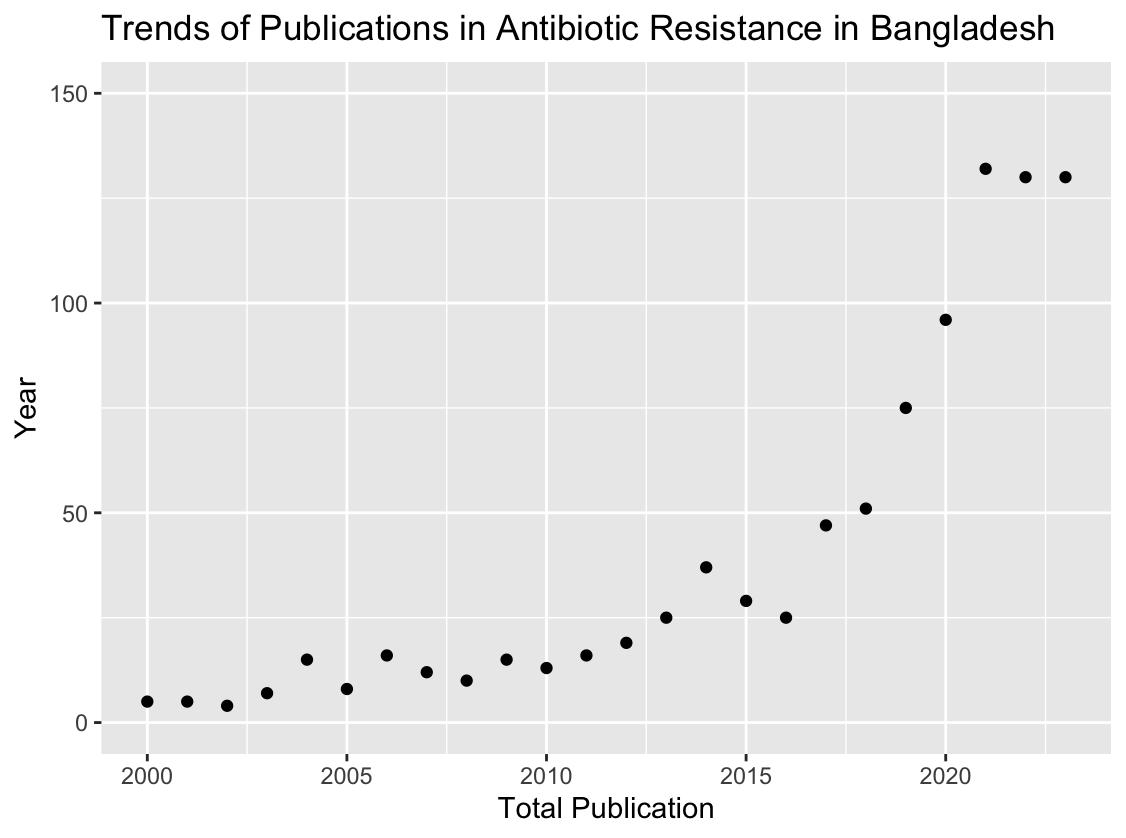 Trends of Publications in Antibiotic Resistance in Bangladesh
150
100
50
0
Year
2000 2005 2010 2015 2020
Total Publication